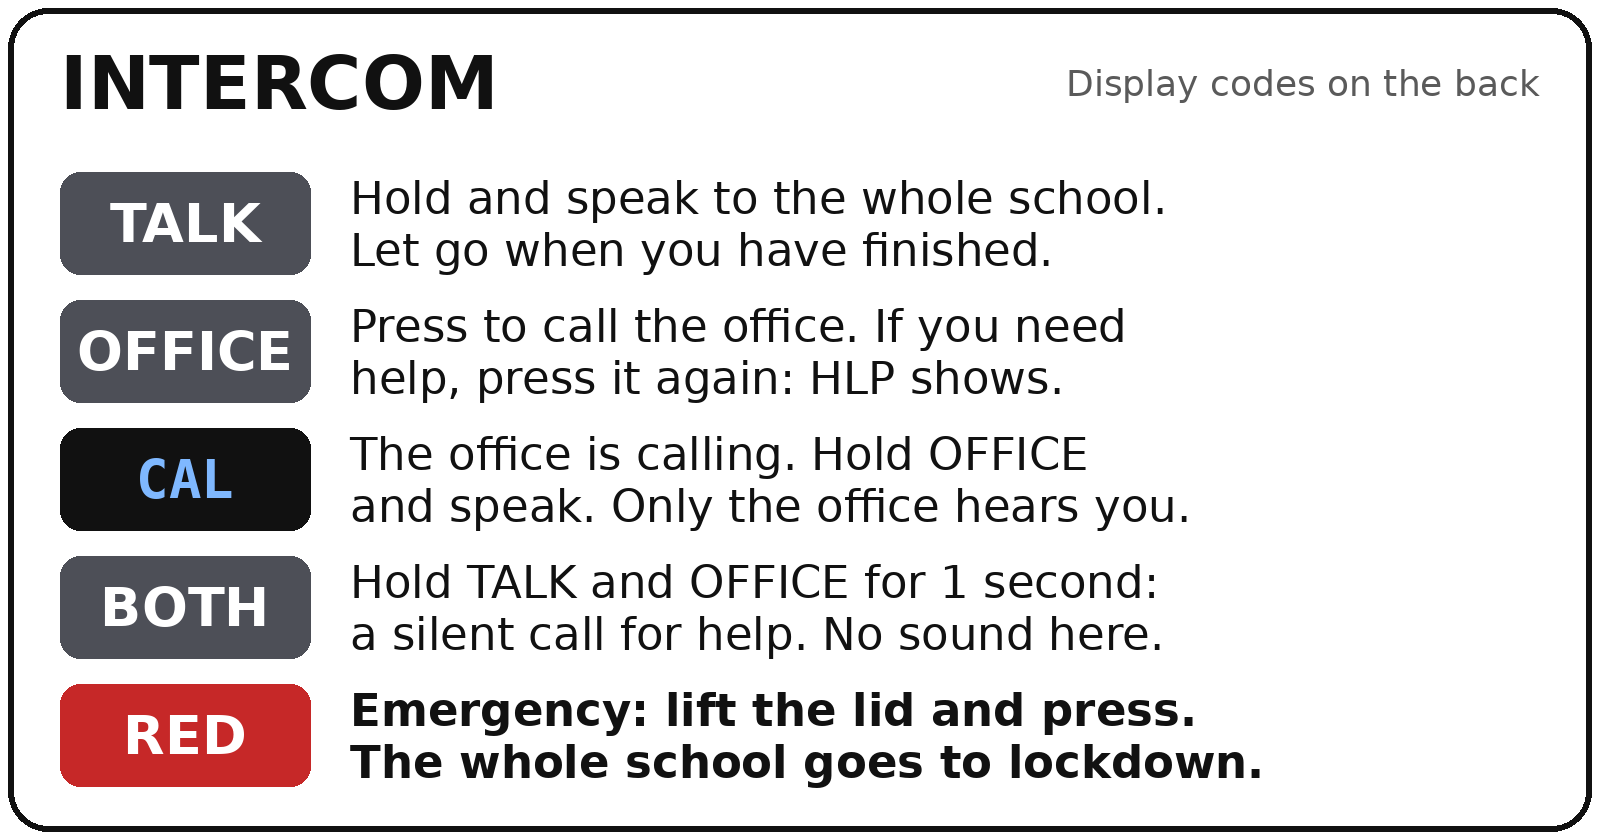 INTERCOM
Display codes on the back
TALK
Hold and speak to the whole school.
Let go when you have finished.
OFFICE
Press to call the office. If you need
help, press it again: HLP shows.
CAL
The office is calling. Hold OFFICE
and speak. Only the office hears you.
BOTH
Hold TALK and OFFICE for 1 second:
a silent call for help. No sound here.
RED
Emergency: lift the lid and press.
The whole school goes to lockdown.